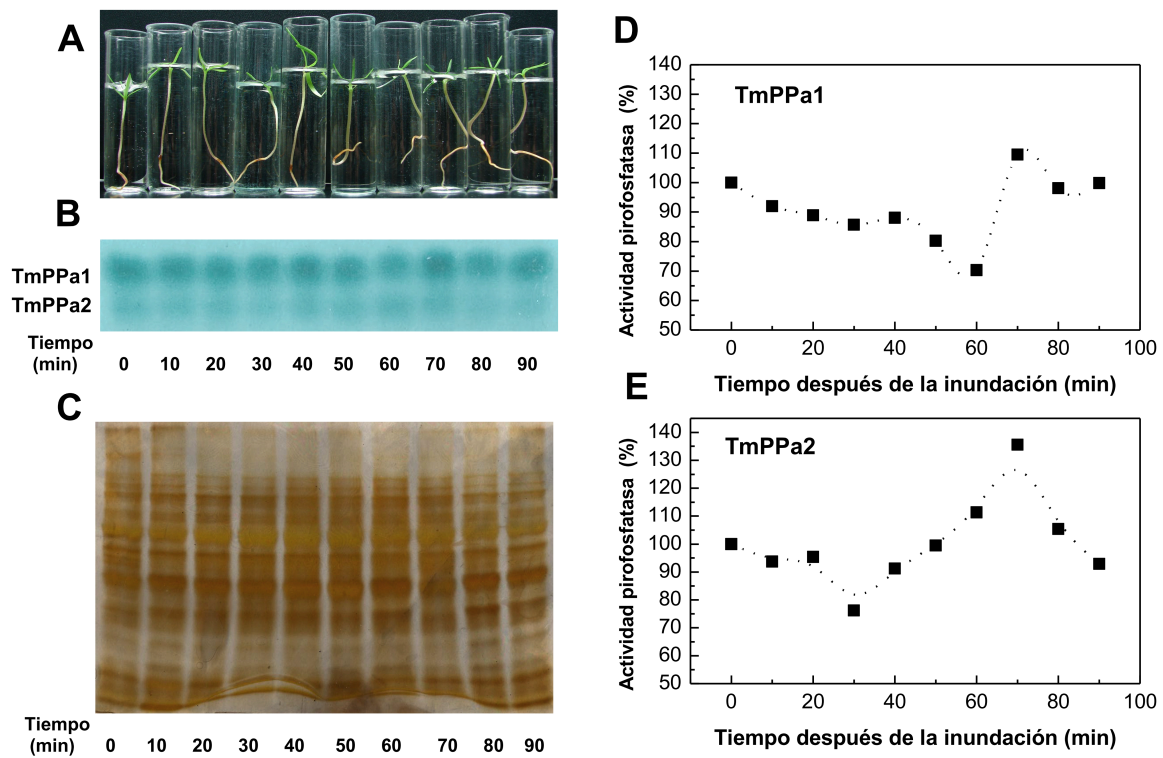 A
B
TmPPa1
TmPPa2
Tiempo
(min)
0 10 20 30 40 50 60 70 80 90
C
Tiempo
(min)
0 10 20 30 40 50 60 70 80 90
D
TmPPa1
Actividad pirofosfatasa (%)
140
130
120
110
100
90
80
70
60
50
0 20 40 60 80 100
Tiempo después de la inundación (min)
E
TmPPa2
Actividad pirofosfatasa (%)
140
130
120
110
100
90
80
70
60
50
0 20 40 60 80 100
Tiempo después de la inundación (min)